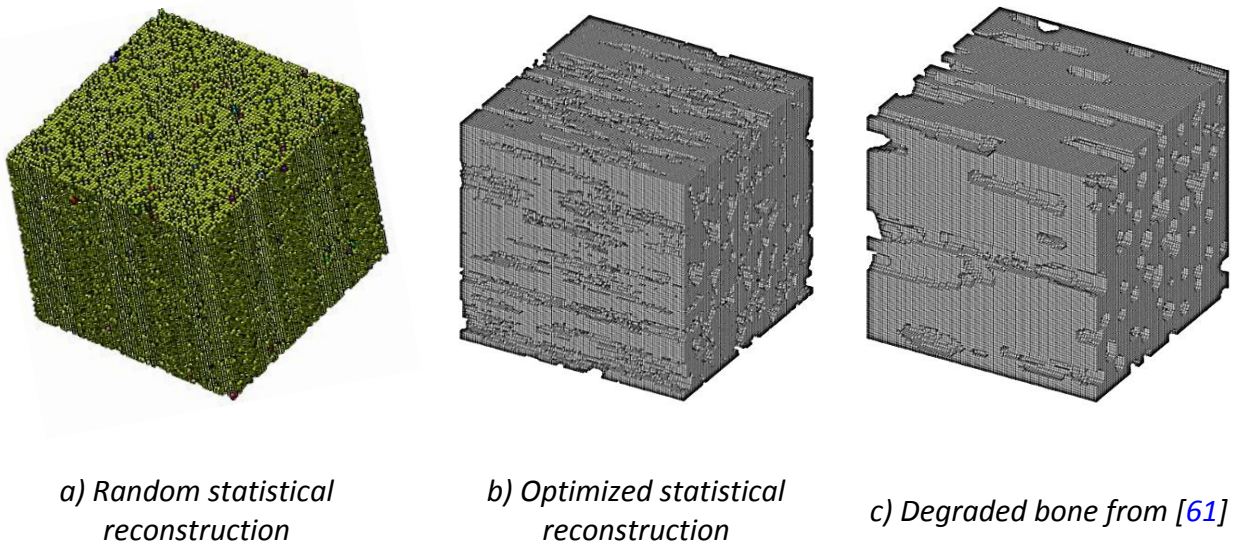 a) Random statistical
reconstruction
b) Optimized statistical
reconstruction
c) Degraded bone from [61]